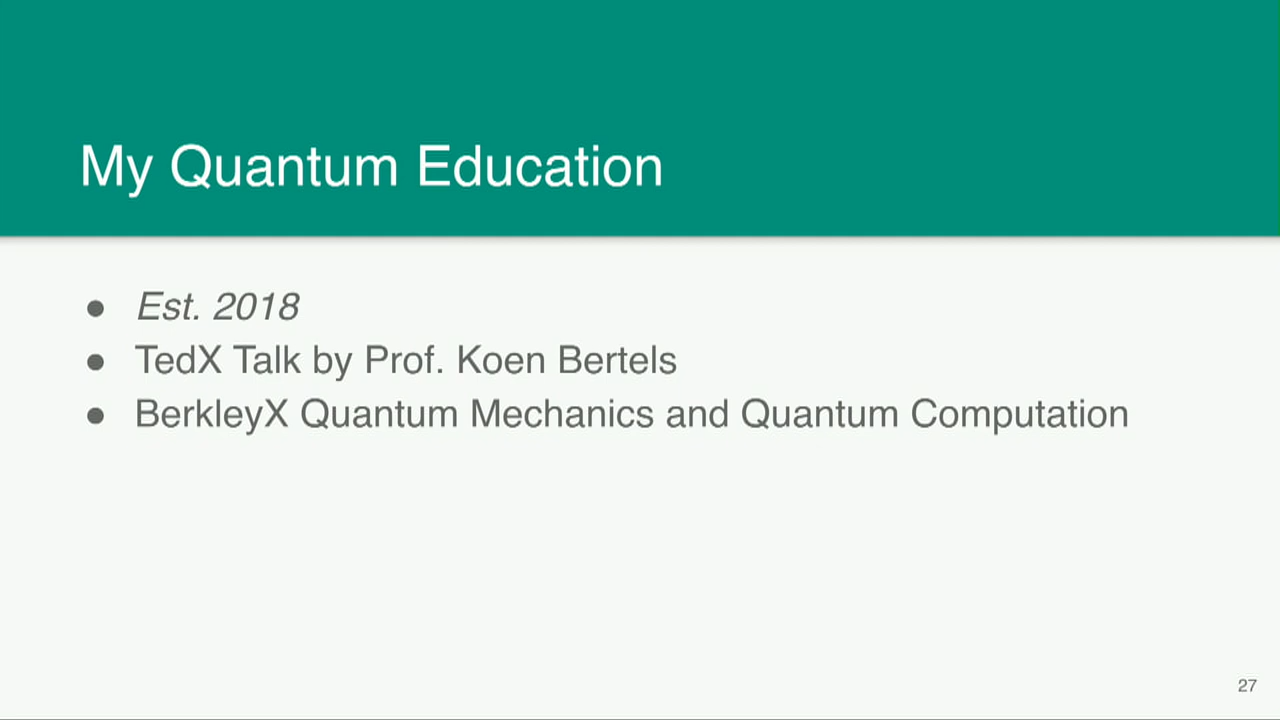 My Quantum Education
● Est. 2018
● TedX Talk by Prof. Koen Bertels
● BerkleyX Quantum Mechanics and Quantum Computation
27